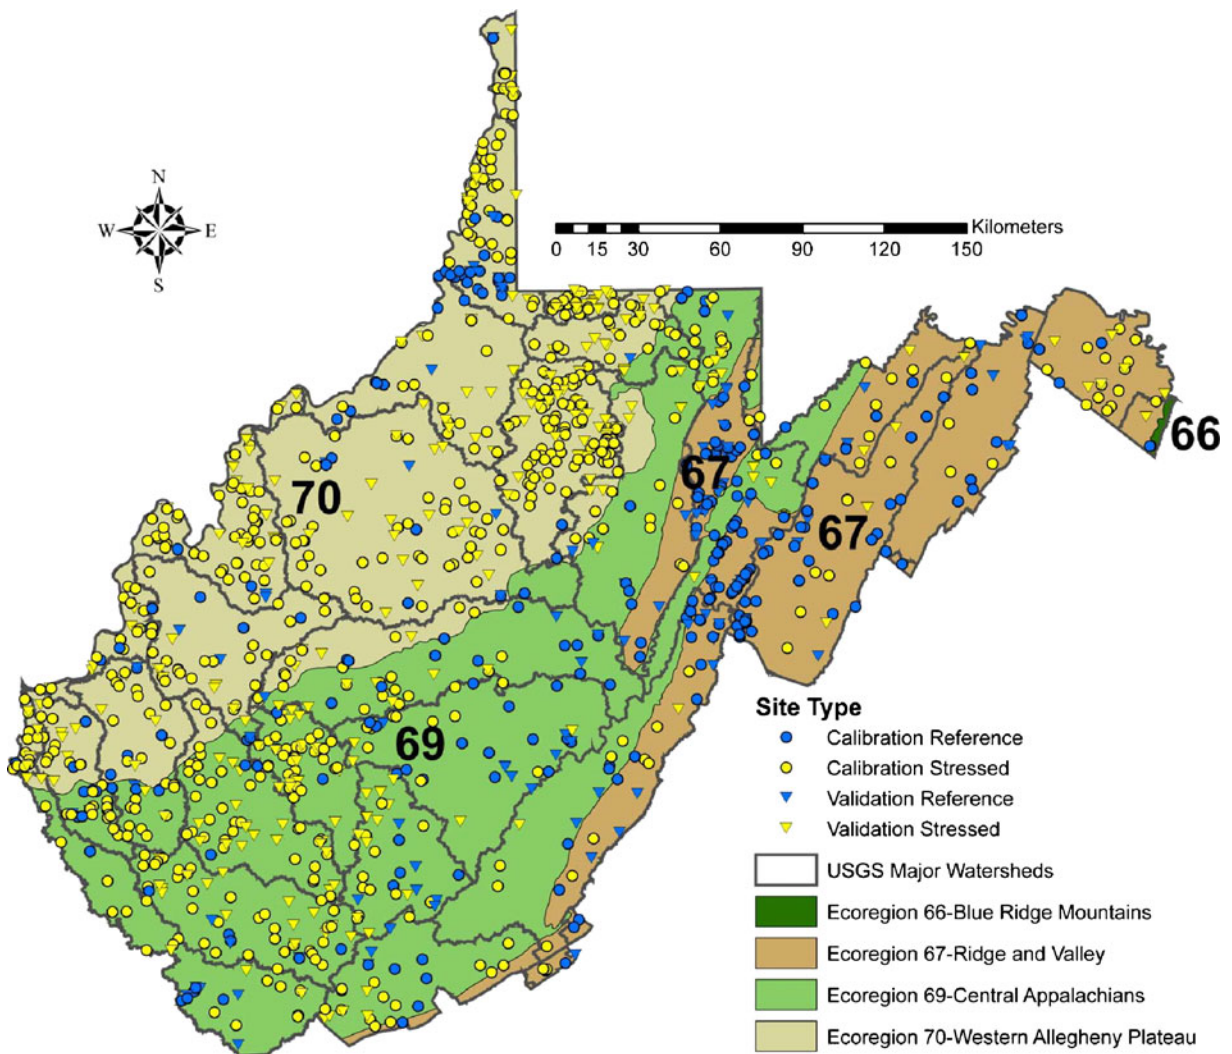 N
W E
S
Kilometers
0 15 30 60 90 120 150
66
67
70
67
69
Site Type
Calibration Reference
Calibration Stressed
Validation Reference
Validation Stressed
USGS Major Watersheds
Ecoregion 66-Blue Ridge Mountains
Ecoregion 67-Ridge and Valley
Ecoregion 69-Central Appalachians
Ecoregion 70-Western Allegheny Plateau